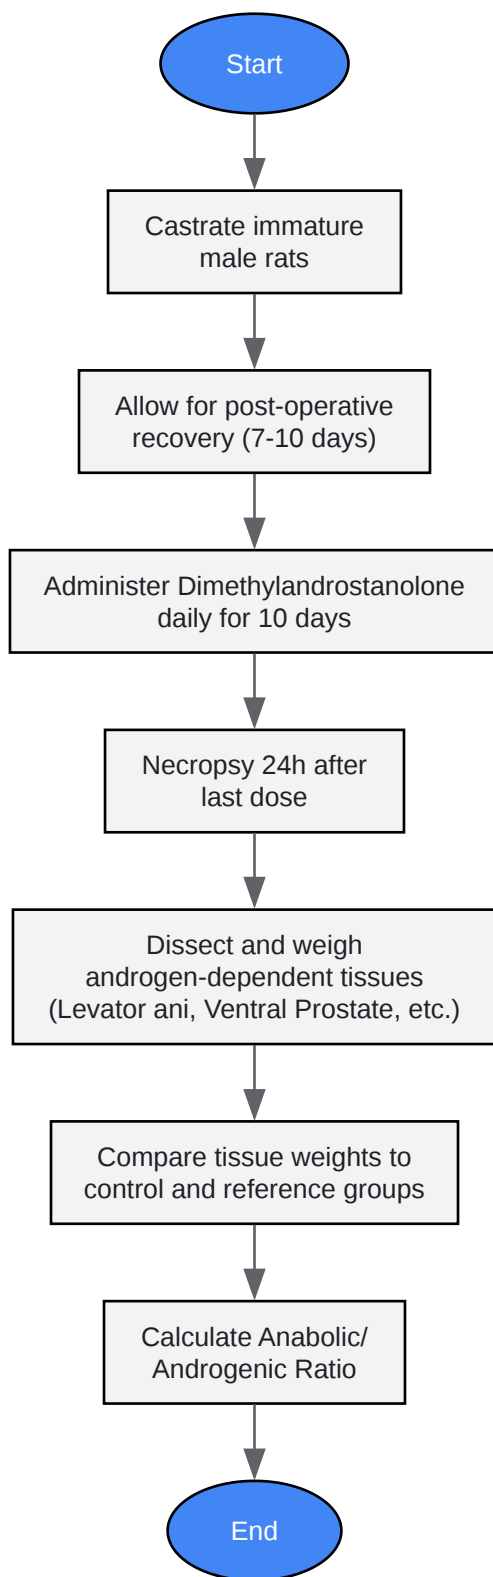 Start
Castrate immature
male rats
Allow for post-operative
recovery (7-10 days)
Administer Dimethylandrostanolone
daily for 10 days
Necropsy 24h after
last dose
Dissect and weigh
androgen-dependent tissues
(Levator ani, Ventral Prostate, etc.)
Compare tissue weights to
control and reference groups
Calculate Anabolic/
Androgenic Ratio
End